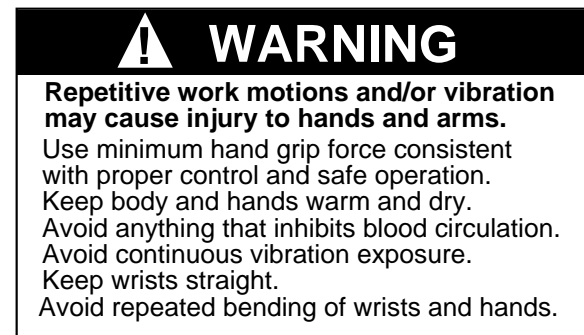 WARNING
Repetitive work motions and/or vibration
may cause injury to hands and arms.
Use minimum hand grip force consistent
with proper control and safe operation.
Keep body and hands warm and dry.
Avoid anything that inhibits blood circulation.
Avoid continuous vibration exposure.
Keep wrists straight.
Avoid repeated bending of wrists and hands.